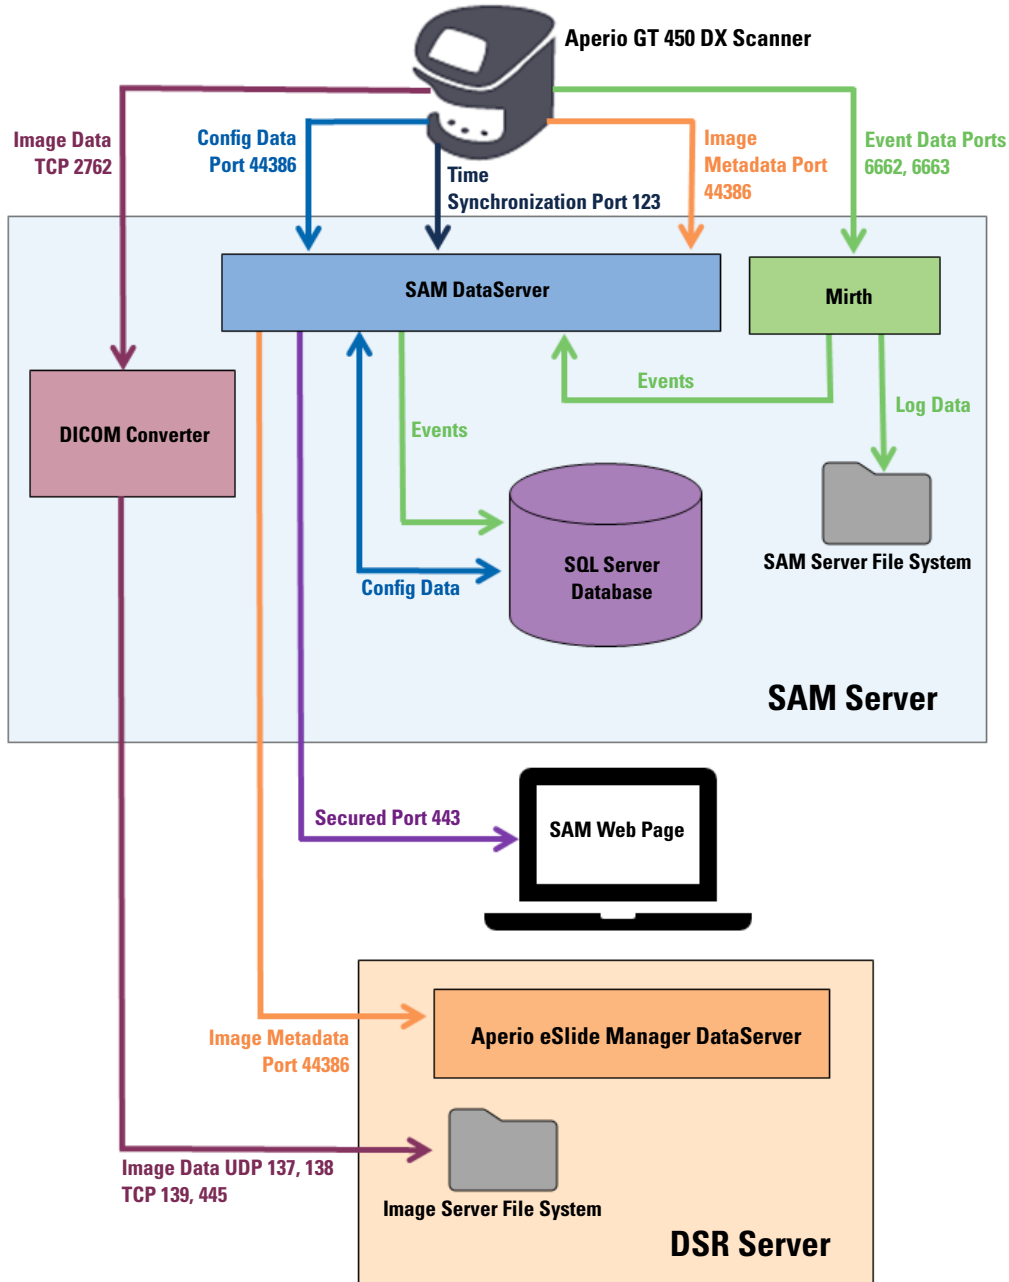 Aperio GT 450 DX Scanner
Image Data
TCP 2762
Config Data
Port 44386
Time
Synchronization Port 123
Image
Metadata Port
44386
Event Data Ports
6662, 6663
SAM DataServer
Mirth
Events
Log Data
DICOM Converter
Events
SAM Server File System
SQL Server
Database
Config Data
SAM Server
Secured Port 443
SAM Web Page
Image Metadata
Port 44386
Aperio eSlide Manager DataServer
Image Data UDP 137, 138
TCP 139, 445
Image Server File System
DSR Server